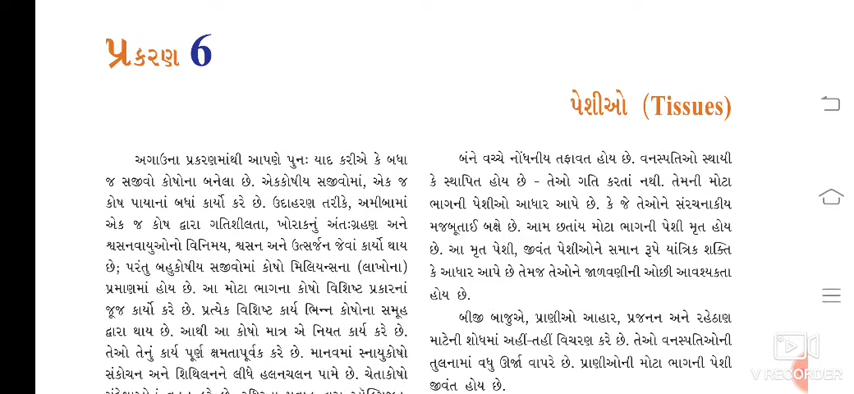 પ્રકરણ 6
પેશીઓ (Tissues)
અગાઉના પ્રકરણમાંથી આપણે પુનઃ યાદ કરીએ કે બધા
જ સજીવો કોષોના બનેલા છે. એકકોષીય સજીવોમાં, એક જ
કોષ પાયાનાં બધાં કાર્યો કરે છે. ઉદાહરણ તરીકે, અમીબામાં
એક જ કોષ દ્વારા ગતિશીલતા, ખોરાકનું અંતઃગ્રહણ અને
શ્વસનવાયુઓનો વિનિમય, શ્વસન અને ઉત્સર્જન જેવાં કાર્યો થાય
છે; પરંતુ બહુકોષીય સજીવોમાં કોષો મિલિયન્સના (લાખોના)
પ્રમાણમાં હોય છે. આ મોટા ભાગના કોષો વિશિષ્ટ પ્રકારનાં
જૂજ કાર્યો કરે છે. પ્રત્યેક વિશિષ્ટ કાર્ય ભિન્ન કોષોના સમૂહ
દ્વારા થાય છે. આથી આ કોષો માત્ર એ નિયત કાર્ય કરે છે.
તેઓ તેનું કાર્ય પૂર્ણ ક્ષમતાપૂર્વક કરે છે. માનવમાં સ્નાયુકોષો
સંકોચન અને શિથિલનને લીધે હલનચલન પામે છે. ચેતાકોષો
બંને વચ્ચે નોંધનીય તફાવત હોય છે. વનસ્પતિઓ સ્થાયી
કે સ્થાપિત હોય છે - તેઓ ગતિ કરતાં નથી. તેમની મોટા
ભાગની પેશીઓ આધાર આપે છે. કે જે તેઓને સંરચનાકીય
મજબૂતાઈ બક્ષે છે. આમ છતાંય મોટા ભાગની પેશી મૃત હોય
છે. આ મૃત પેશી, જીવંત પેશીઓને સમાન રૂપે યાંત્રિક શક્તિ
કે આધાર આપે છે તેમજ તેઓને જાળવણીની ઓછી આવશ્યકતા
હોય છે.
બીજી બાજુએ, પ્રાણીઓ આહાર, પ્રજનન અને રહેઠાણ
માટેની શોધમાં અહીં-તહીં વિચરણ કરે છે. તેઓ વનસ્પતિઓની
તુલનામાં વધુ ઊર્જા વાપરે છે. પ્રાણીઓની મોટા ભાગની પેશી
જીવંત હોય છે.
V RECORDER